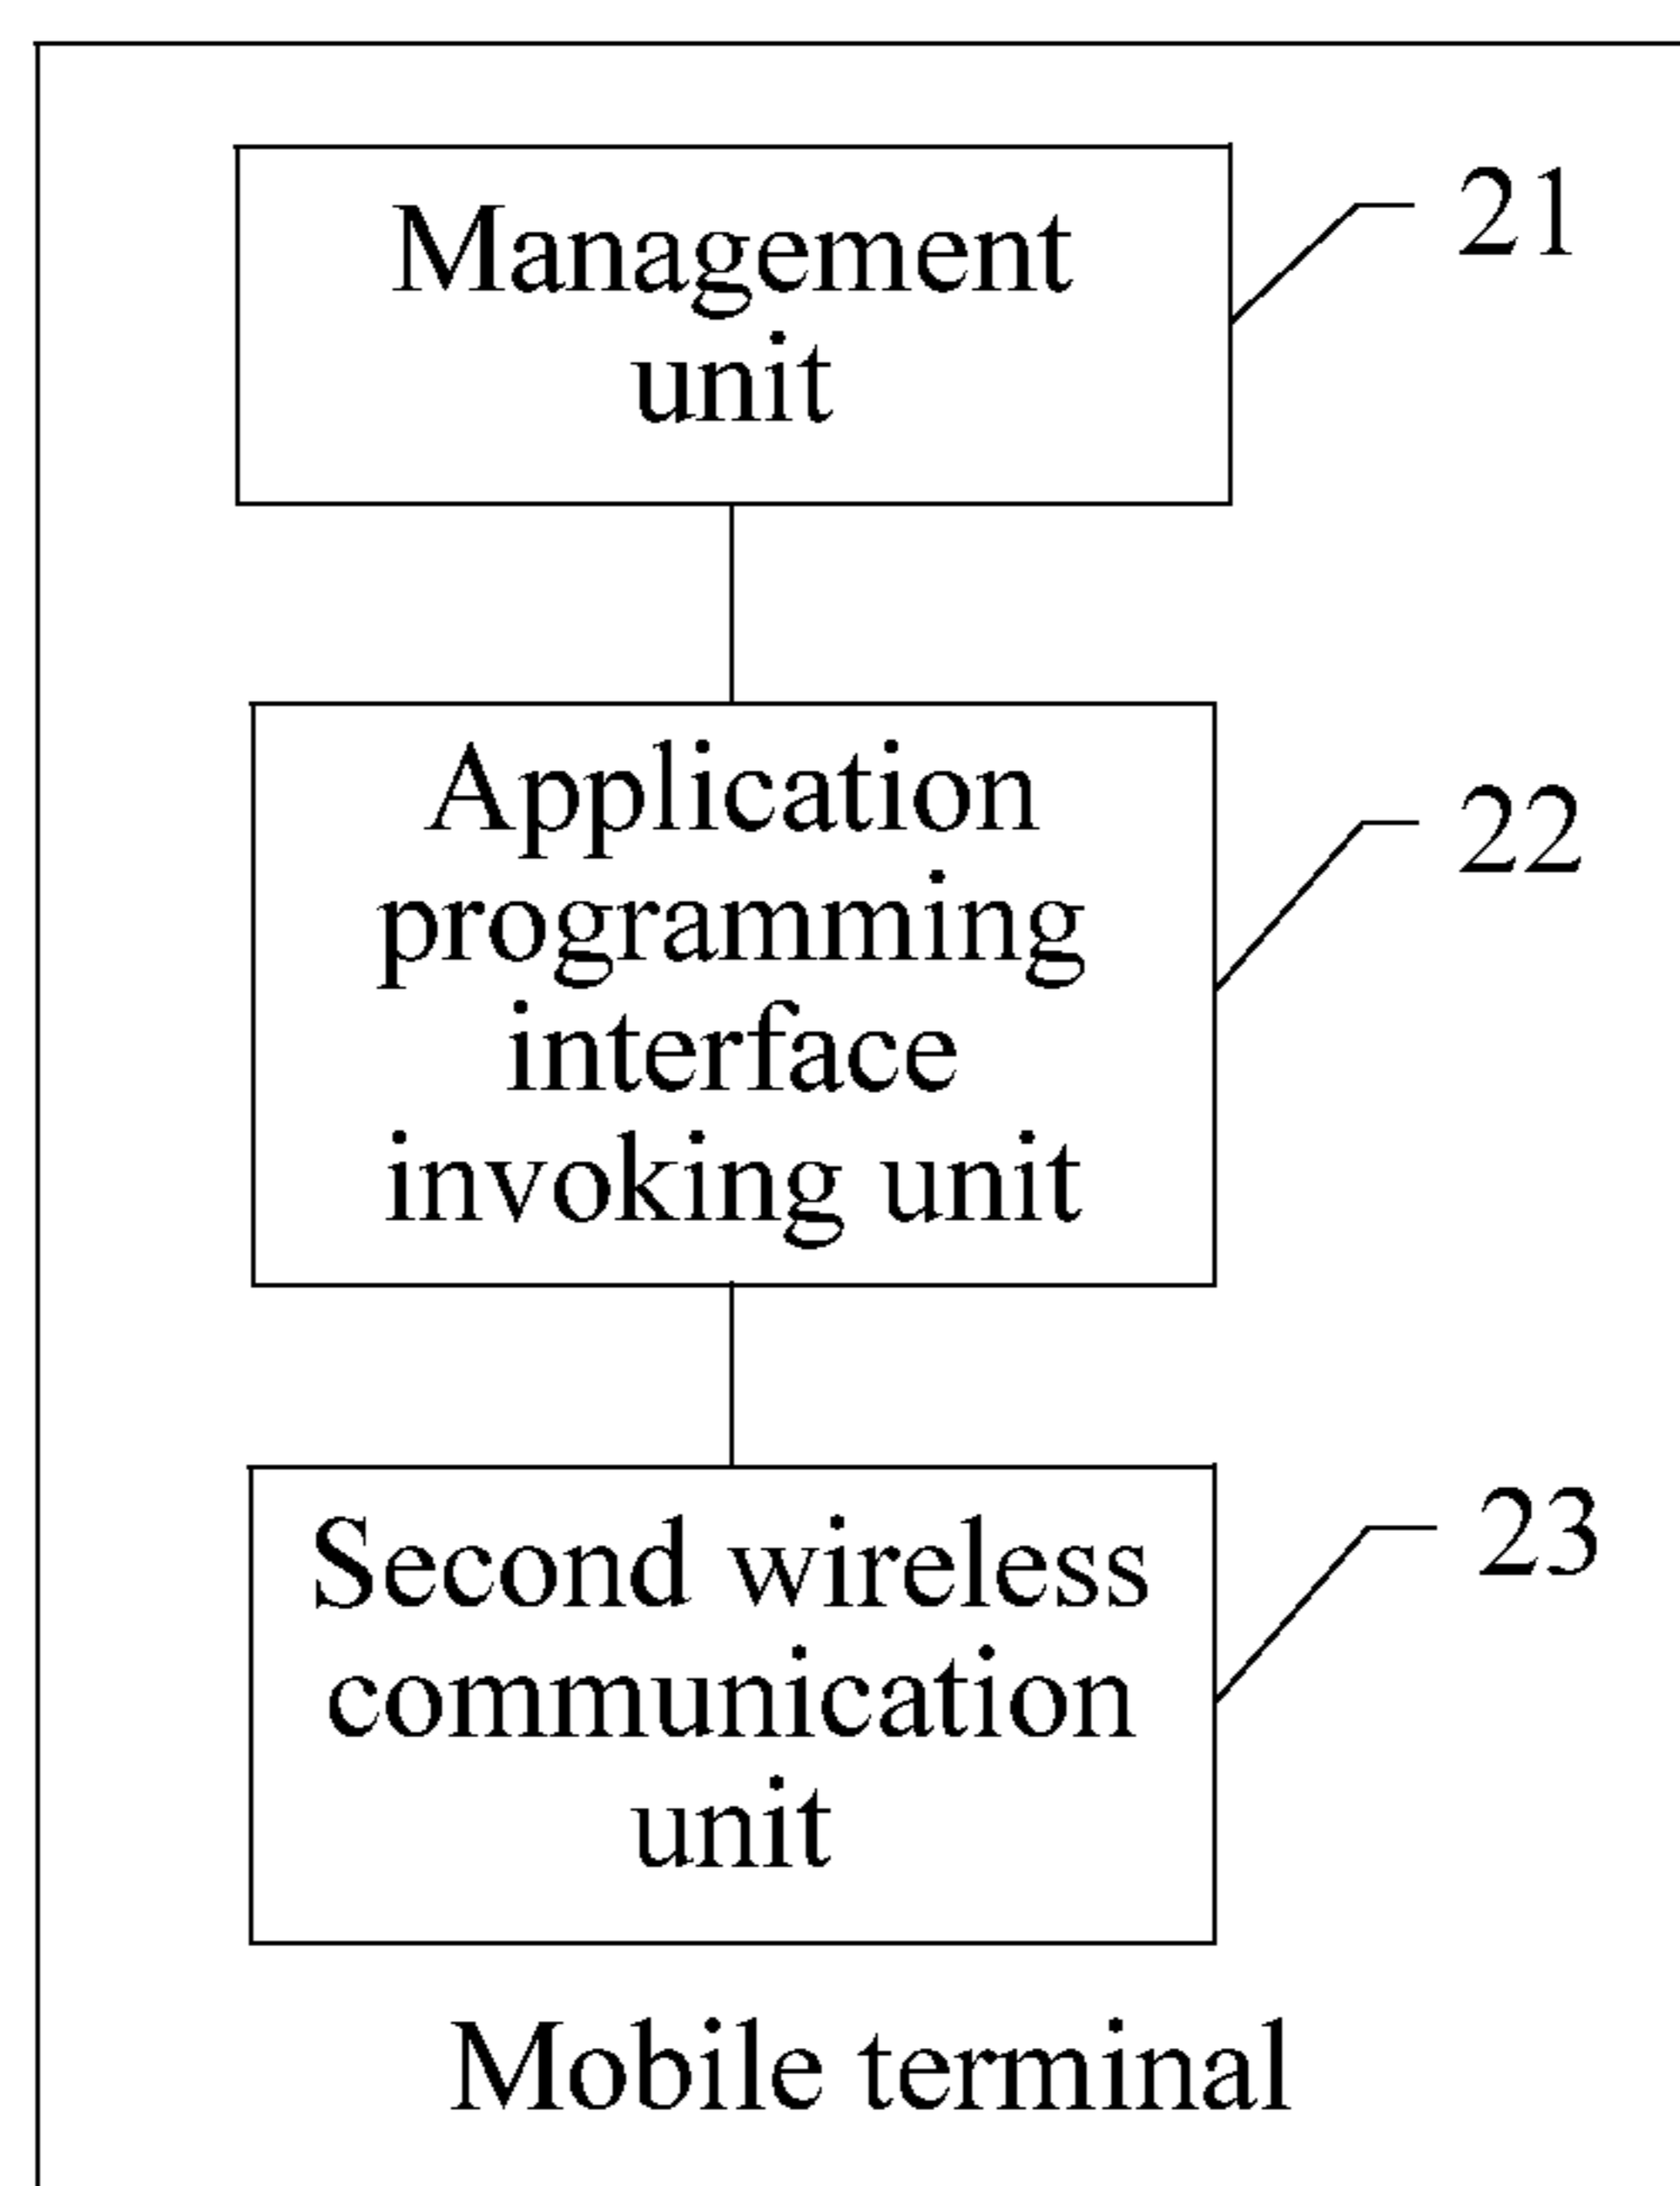 Management
unit
21
Application
programming
interface
invoking unit
22
Second wireless
communication
unit
23
Mobile terminal